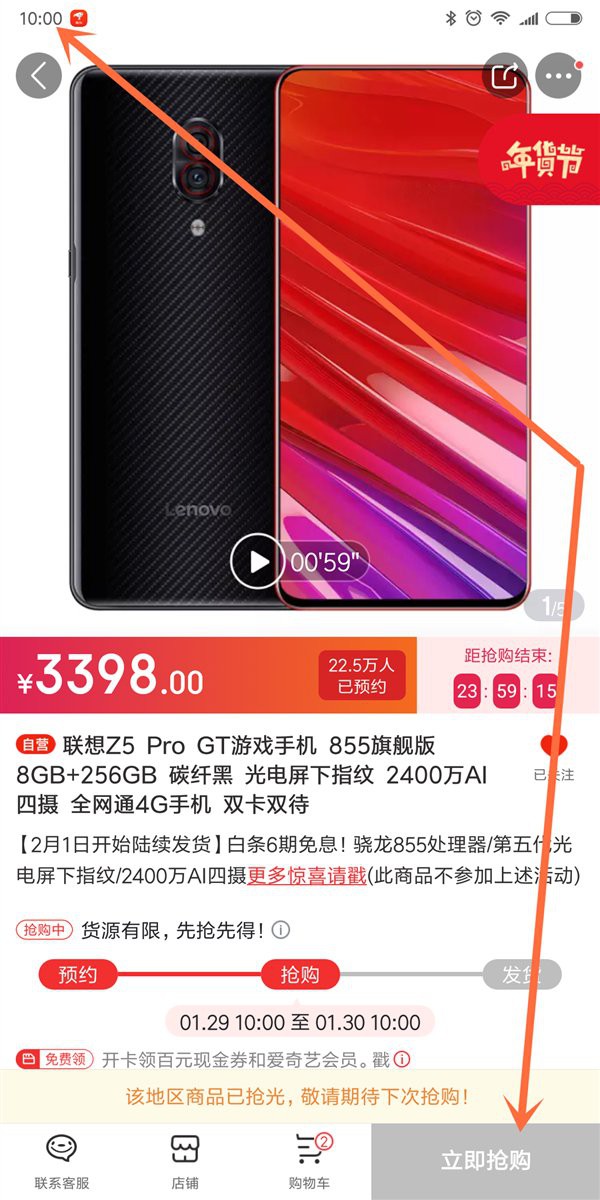 10:00
年货节
Lenovo
00'59"
1/5
¥3398.00
22.5万人
已预约
距抢购结束:
23:59:15
自营 联想Z5 Pro GT游戏手机 855旗舰版
8GB+256GB 碳纤黑 光电屏下指纹 2400万AI
四摄 全网通4G手机 双卡双待
已关注
【2月1日开始陆续发货】白条6期免息！骁龙855处理器/第五代光
电屏下指纹/2400万AI四摄更多惊喜请戳(此商品不参加上述活动)
抢购中 货源有限，先抢先得！
预约 抢购 发货
01.29 10:00 至 01.30 10:00
免费领 开卡领百元现金券和爱奇艺会员。戳
该地区商品已抢光，敬请期待下次抢购！
2
联系客服 店铺 购物车 立即抢购